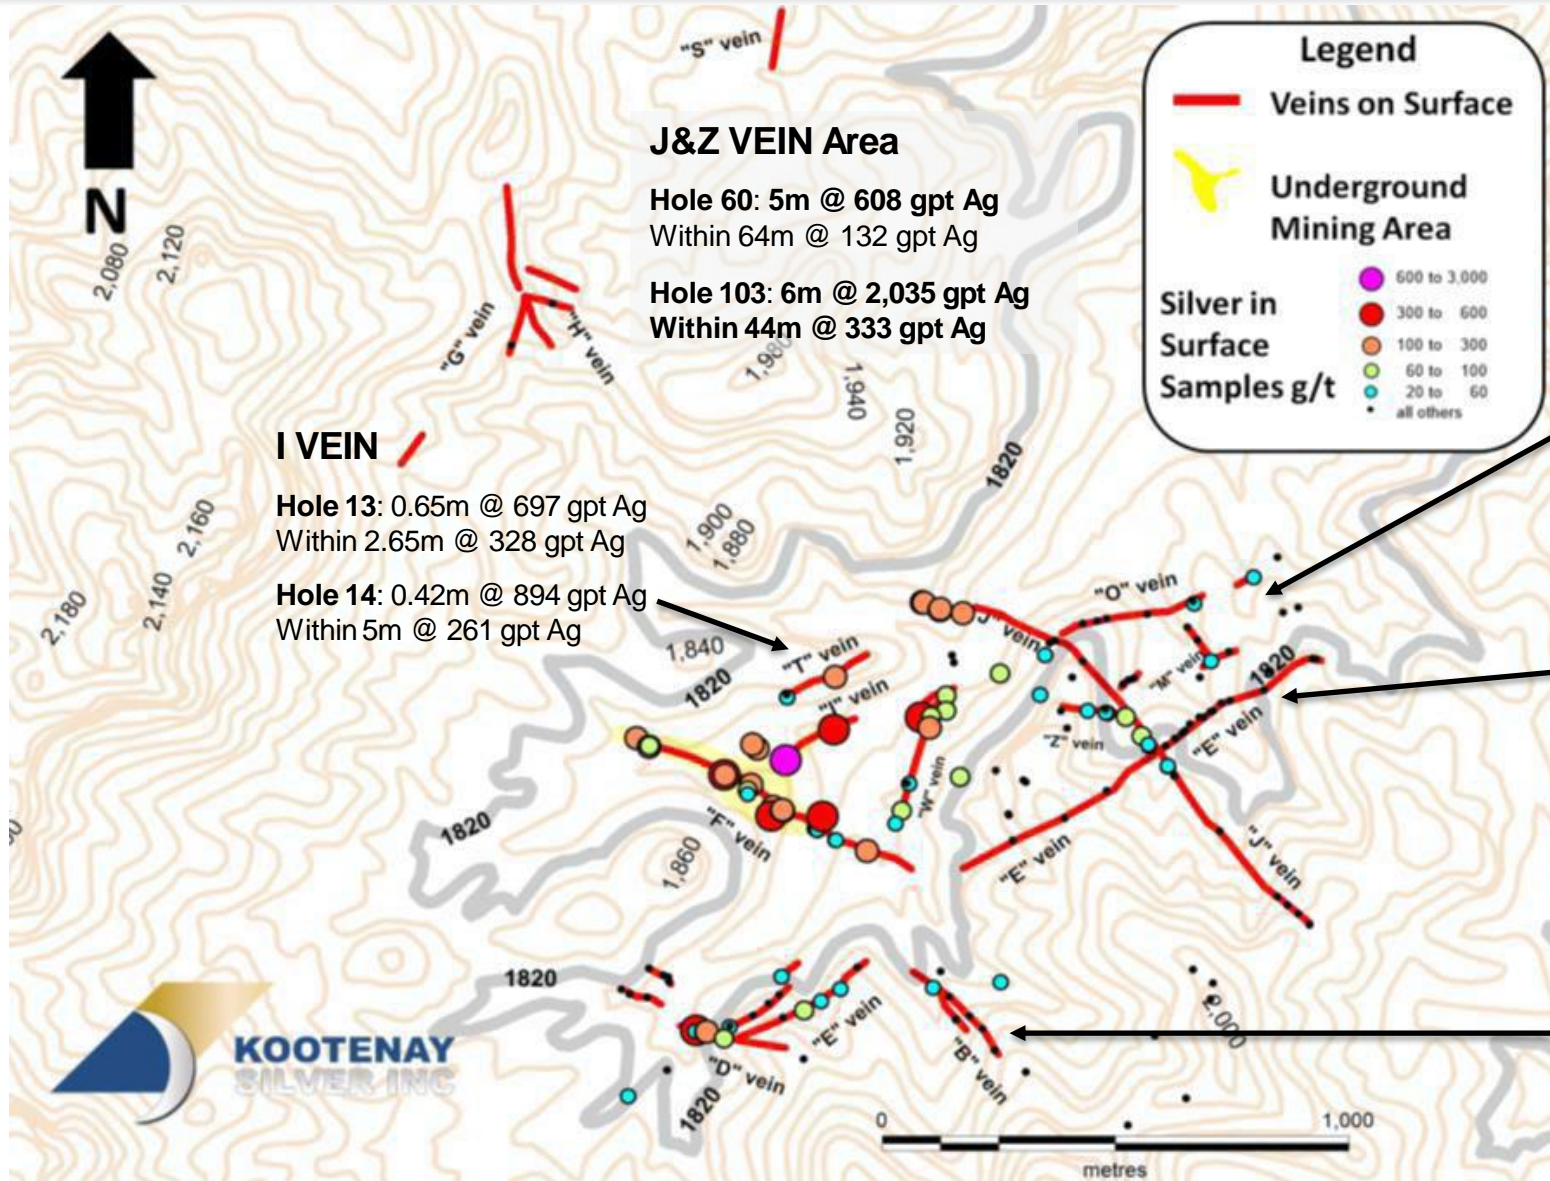 "S" vein
Legend
Veins on Surface
Underground
Mining Area
Silver in
Surface
Samples g/t
600 to 3,000
300 to 600
100 to 300
60 to 100
20 to 60
all others
N
J&Z VEIN Area
Hole 60: 5m @ 608 gpt Ag
Within 64m @ 132 gpt Ag
Hole 103: 6m @ 2,035 gpt Ag
Within 44m @ 333 gpt Ag
2,080
2,120
"G" vein
"H" vein
1,980
1,940
1,920
1820
I VEIN
Hole 13: 0.65m @ 697 gpt Ag
Within 2.65m @ 328 gpt Ag
Hole 14: 0.42m @ 894 gpt Ag
Within 5m @ 261 gpt Ag
2,160
2,140
2,180
1,900
1,880
1,840
1820
"T" vein
"I" vein
"J" vein
"O" vein
"M" vein
1820
"E" vein
"Z" vein
"W" vein
1820
"F" vein
1,860
"E" vein
"J" vein
1820
"D" vein
"E" vein
"B" vein
2,000
1820
KOOTENAY
SILVER INC
0 1,000
metres